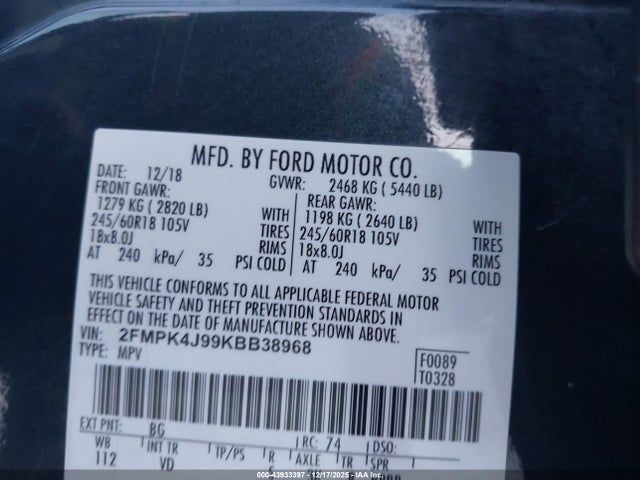 MFD. BY FORD MOTOR CO.
DATE: 12/18 GVWR: 2468 KG ( 5440 LB)
FRONT GAWR: REAR GAWR:
1279 KG ( 2820 LB) WITH 1198 KG ( 2640 LB) WITH
245/60R18 105V TIRES 245/60R18 105V TIRES
18x8.0J RIMS 18x8.0J RIMS
AT 240 kPa/ 35 PSI COLD AT 240 kPa/ 35 PSI COLD
THIS VEHICLE CONFORMS TO ALL APPLICABLE FEDERAL MOTOR
VEHICLE SAFETY AND THEFT PREVENTION STANDARDS IN
EFFECT ON THE DATE OF MANUFACTURE SHOWN ABOVE.
VIN: 2FMPK4J99KBB38968
TYPE: MPV
F0089
T0328
EXT PNT: BG RC: 74 DSO:
WB INT TR TP/PS R AXLE TR SPR
112 VD
000-43933397 - 12/17/2025 - IAAI.COM